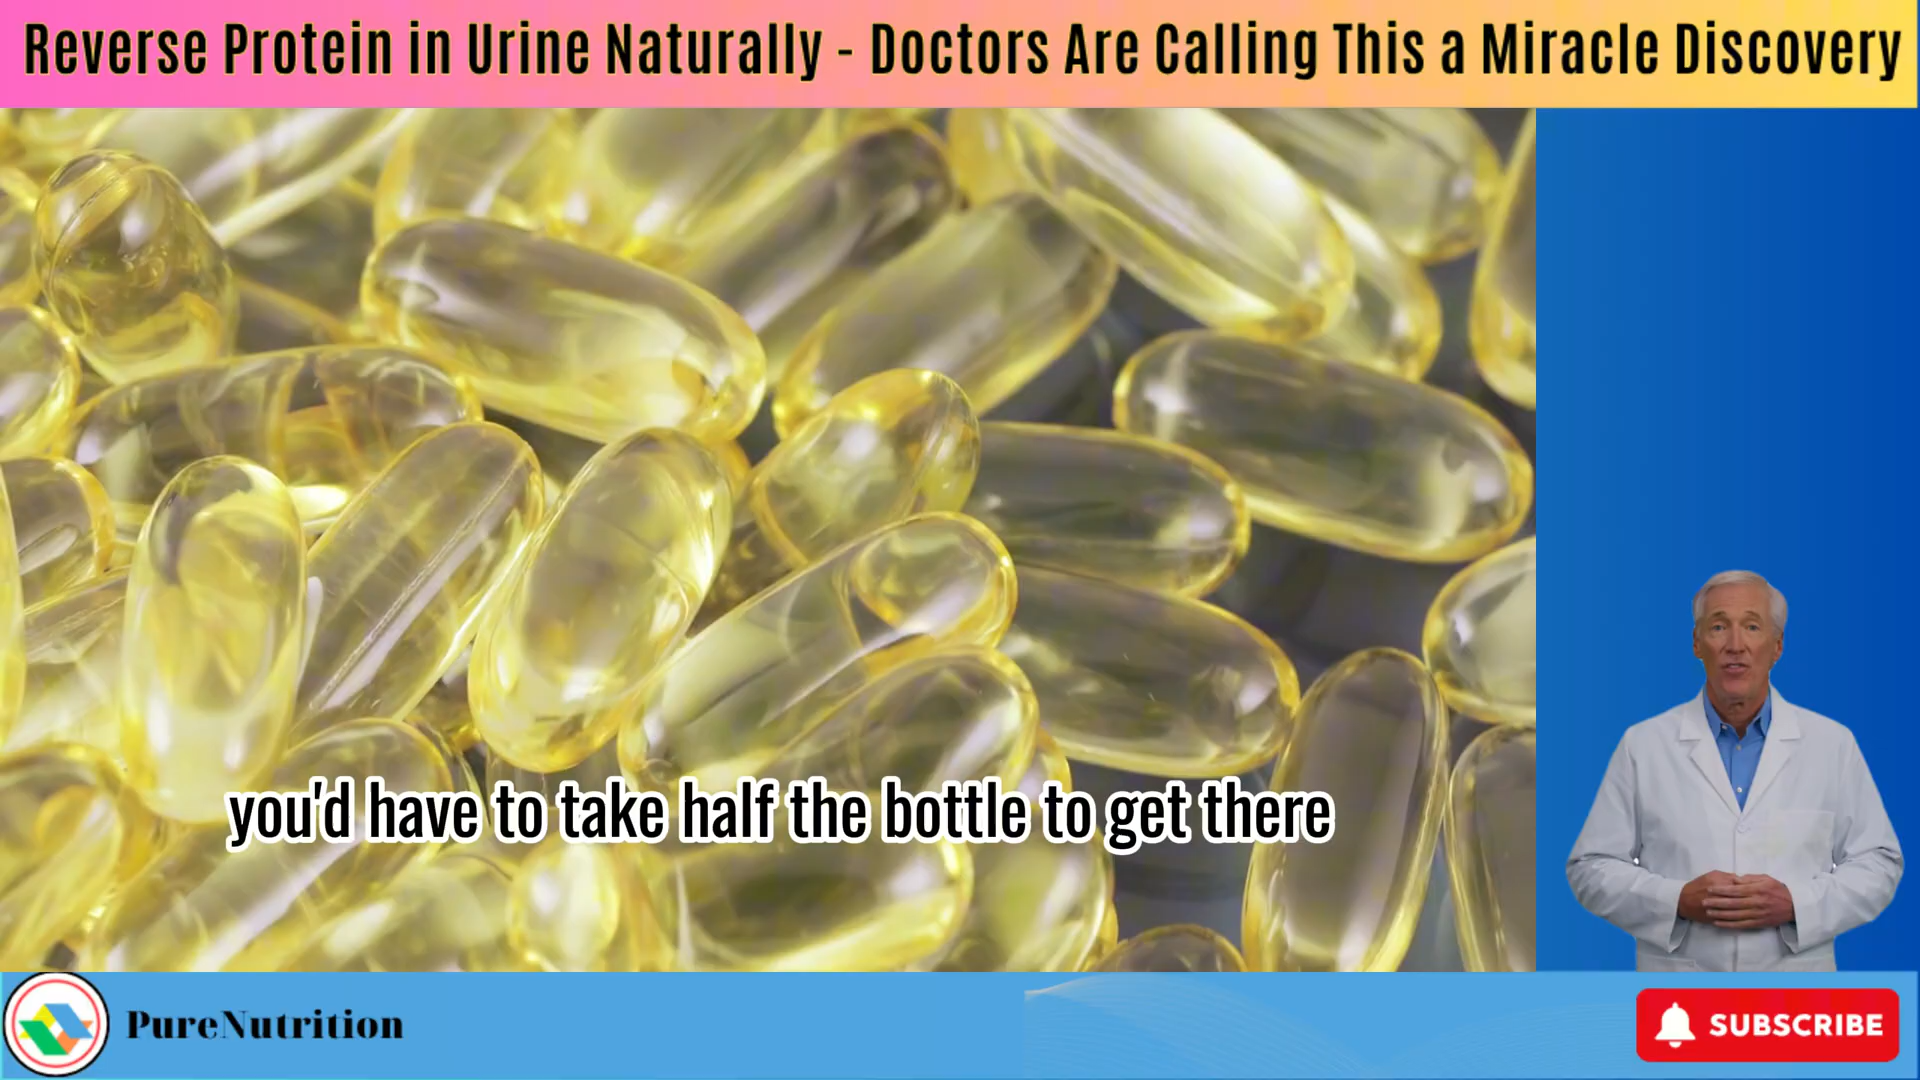 Reverse Protein in Urine Naturally - Doctors Are Calling This a Miracle Discovery
you'd have to take half the bottle to get there
PureNutrition
SUBSCRIBE